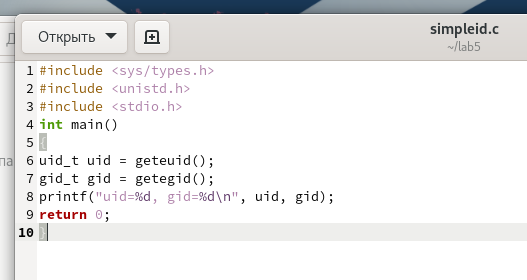 Открыть
simpleid.c
~/lab5
1 #include <sys/types.h>
2 #include <unistd.h>
3 #include <stdio.h>
4 int main()
5 {
6 uid_t uid = geteuid();
7 gid_t gid = getegid();
8 printf("uid=%d, gid=%d\n", uid, gid);
9 return 0;
10 }